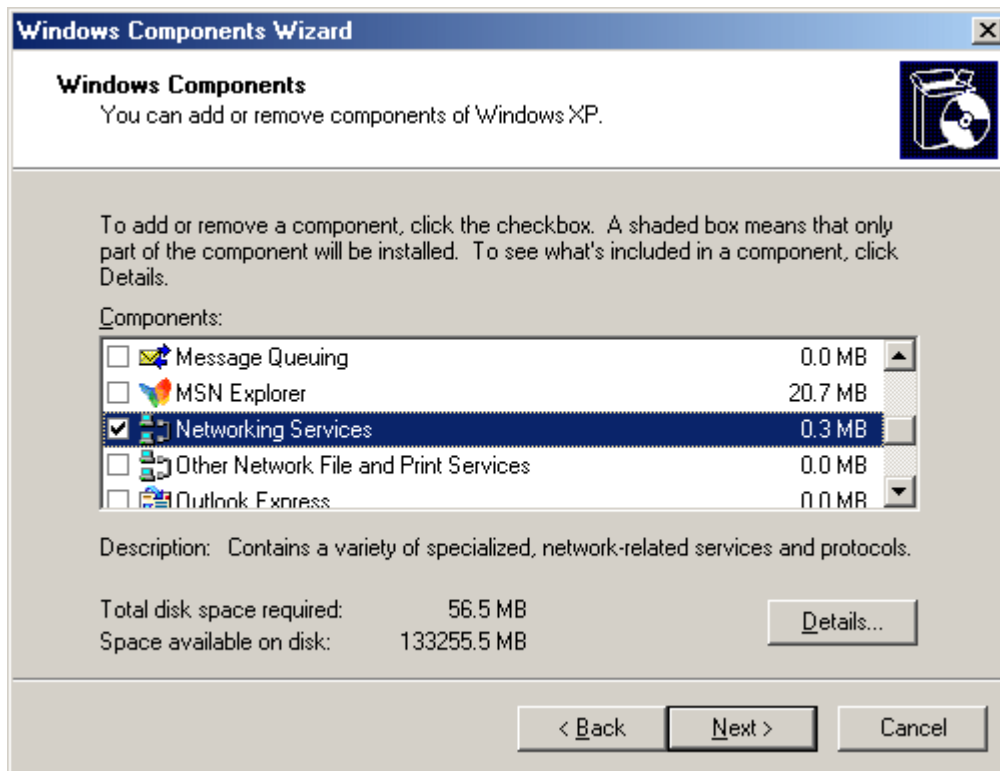 Windows Components Wizard
Windows Components
You can add or remove components of Windows XP.
To add or remove a component, click the checkbox. A shaded box means that only
part of the component will be installed. To see what's included in a component, click
Details.
Components:
Message Queuing 0.0 MB
MSN Explorer 20.7 MB
Networking Services 0.3 MB
Other Network File and Print Services 0.0 MB
Outlook Express 0.0 MB
Description: Contains a variety of specialized, network-related services and protocols.
Total disk space required: 56.5 MB
Space available on disk: 133255.5 MB
Details...
< Back Next > Cancel